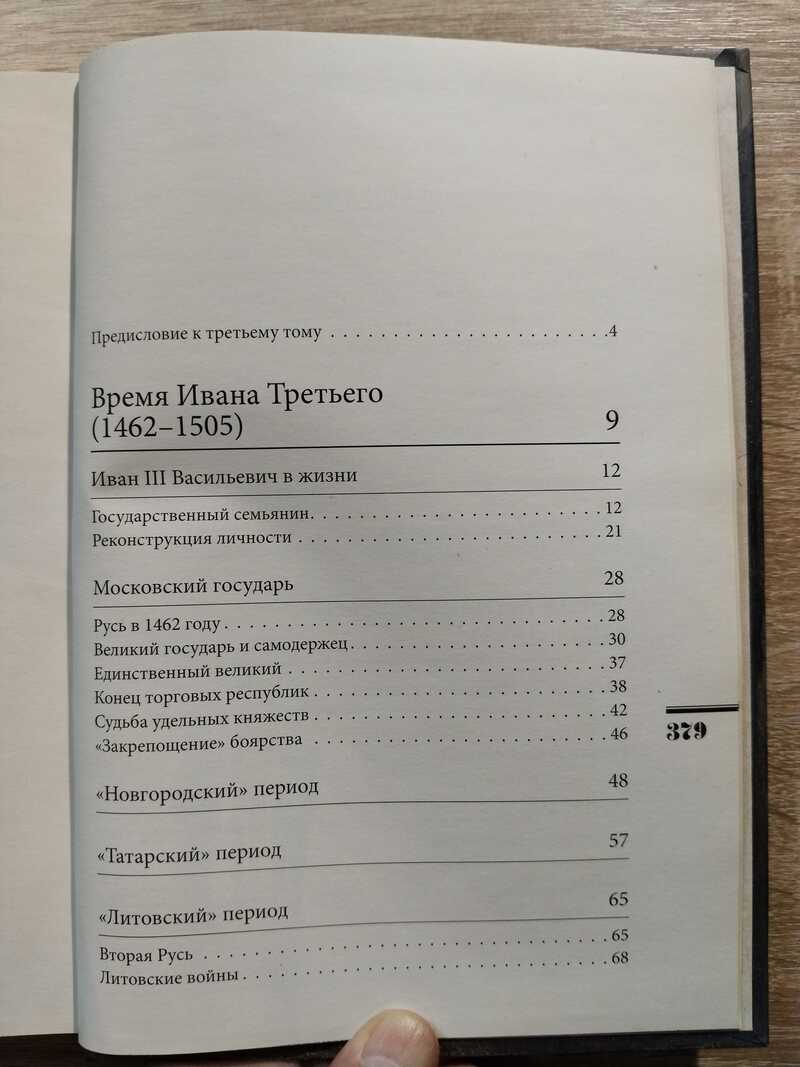 Предисловие к третьему тому . . . . . . . . . . . . . . . . . . . . . . .4
Время Ивана Третьего
(1462–1505) 9
Иван III Васильевич в жизни 12
Государственный семьянин. . . . . . . . . . . . . . . . . . . . . . . . 12
Реконструкция личности . . . . . . . . . . . . . . . . . . . . . . . . . 21
Московский государь 28
Русь в 1462 году . . . . . . . . . . . . . . . . . . . . . . . . . . . . . . . 28
Великий государь и самодержец. . . . . . . . . . . . . . . . . . . . . 30
Единственный великий . . . . . . . . . . . . . . . . . . . . . . . . . . 37
Конец торговых республик . . . . . . . . . . . . . . . . . . . . . . . . 38
Судьба удельных княжеств . . . . . . . . . . . . . . . . . . . . . . . . 42
«Закрепощение» боярства . . . . . . . . . . . . . . . . . . . . . . . . 46
379
«Новгородский» период 48
«Татарский» период 57
«Литовский» период 65
Вторая Русь . . . . . . . . . . . . . . . . . . . . . . . . . . . . . . . . . 65
Литовские войны . . . . . . . . . . . . . . . . . . . . . . . . . . . . . . 68